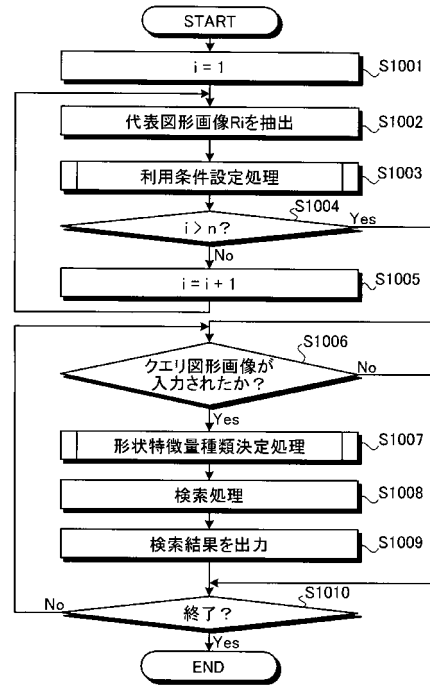 START
i = 1
S1001
代表図形画像Riを抽出
S1002
利用条件設定処理
S1003
S1004
i > n?
Yes
No
i = i + 1
S1005
S1006
クエリ図形画像が
入力されたか?
No
Yes
形状特徴量種類決定処理
S1007
検索処理
S1008
検索結果を出力
S1009
S1010
No
終了?
Yes
END